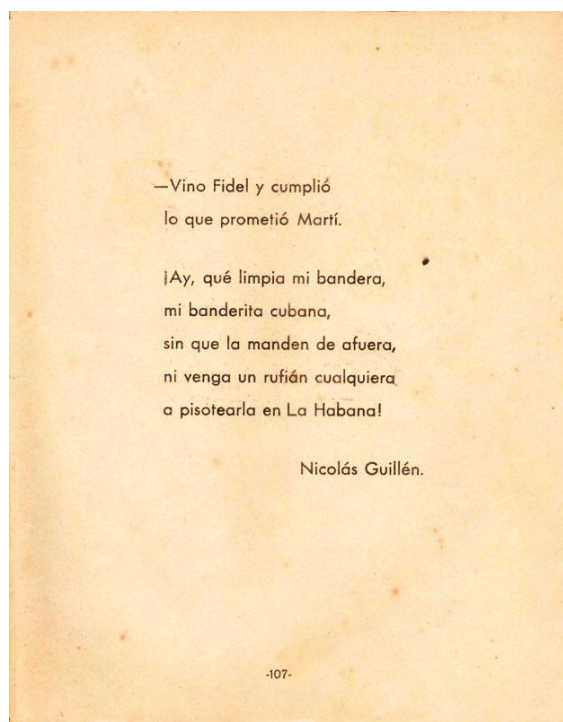 —Vino Fidel y cumplió
lo que prometió Martí.
¡Ay, qué limpia mi bandera,
mi banderita cubana,
sin que la manden de afuera,
ni venga un rufián cualquiera
a pisotearla en La Habana!
Nicolás Guillén.
-107-